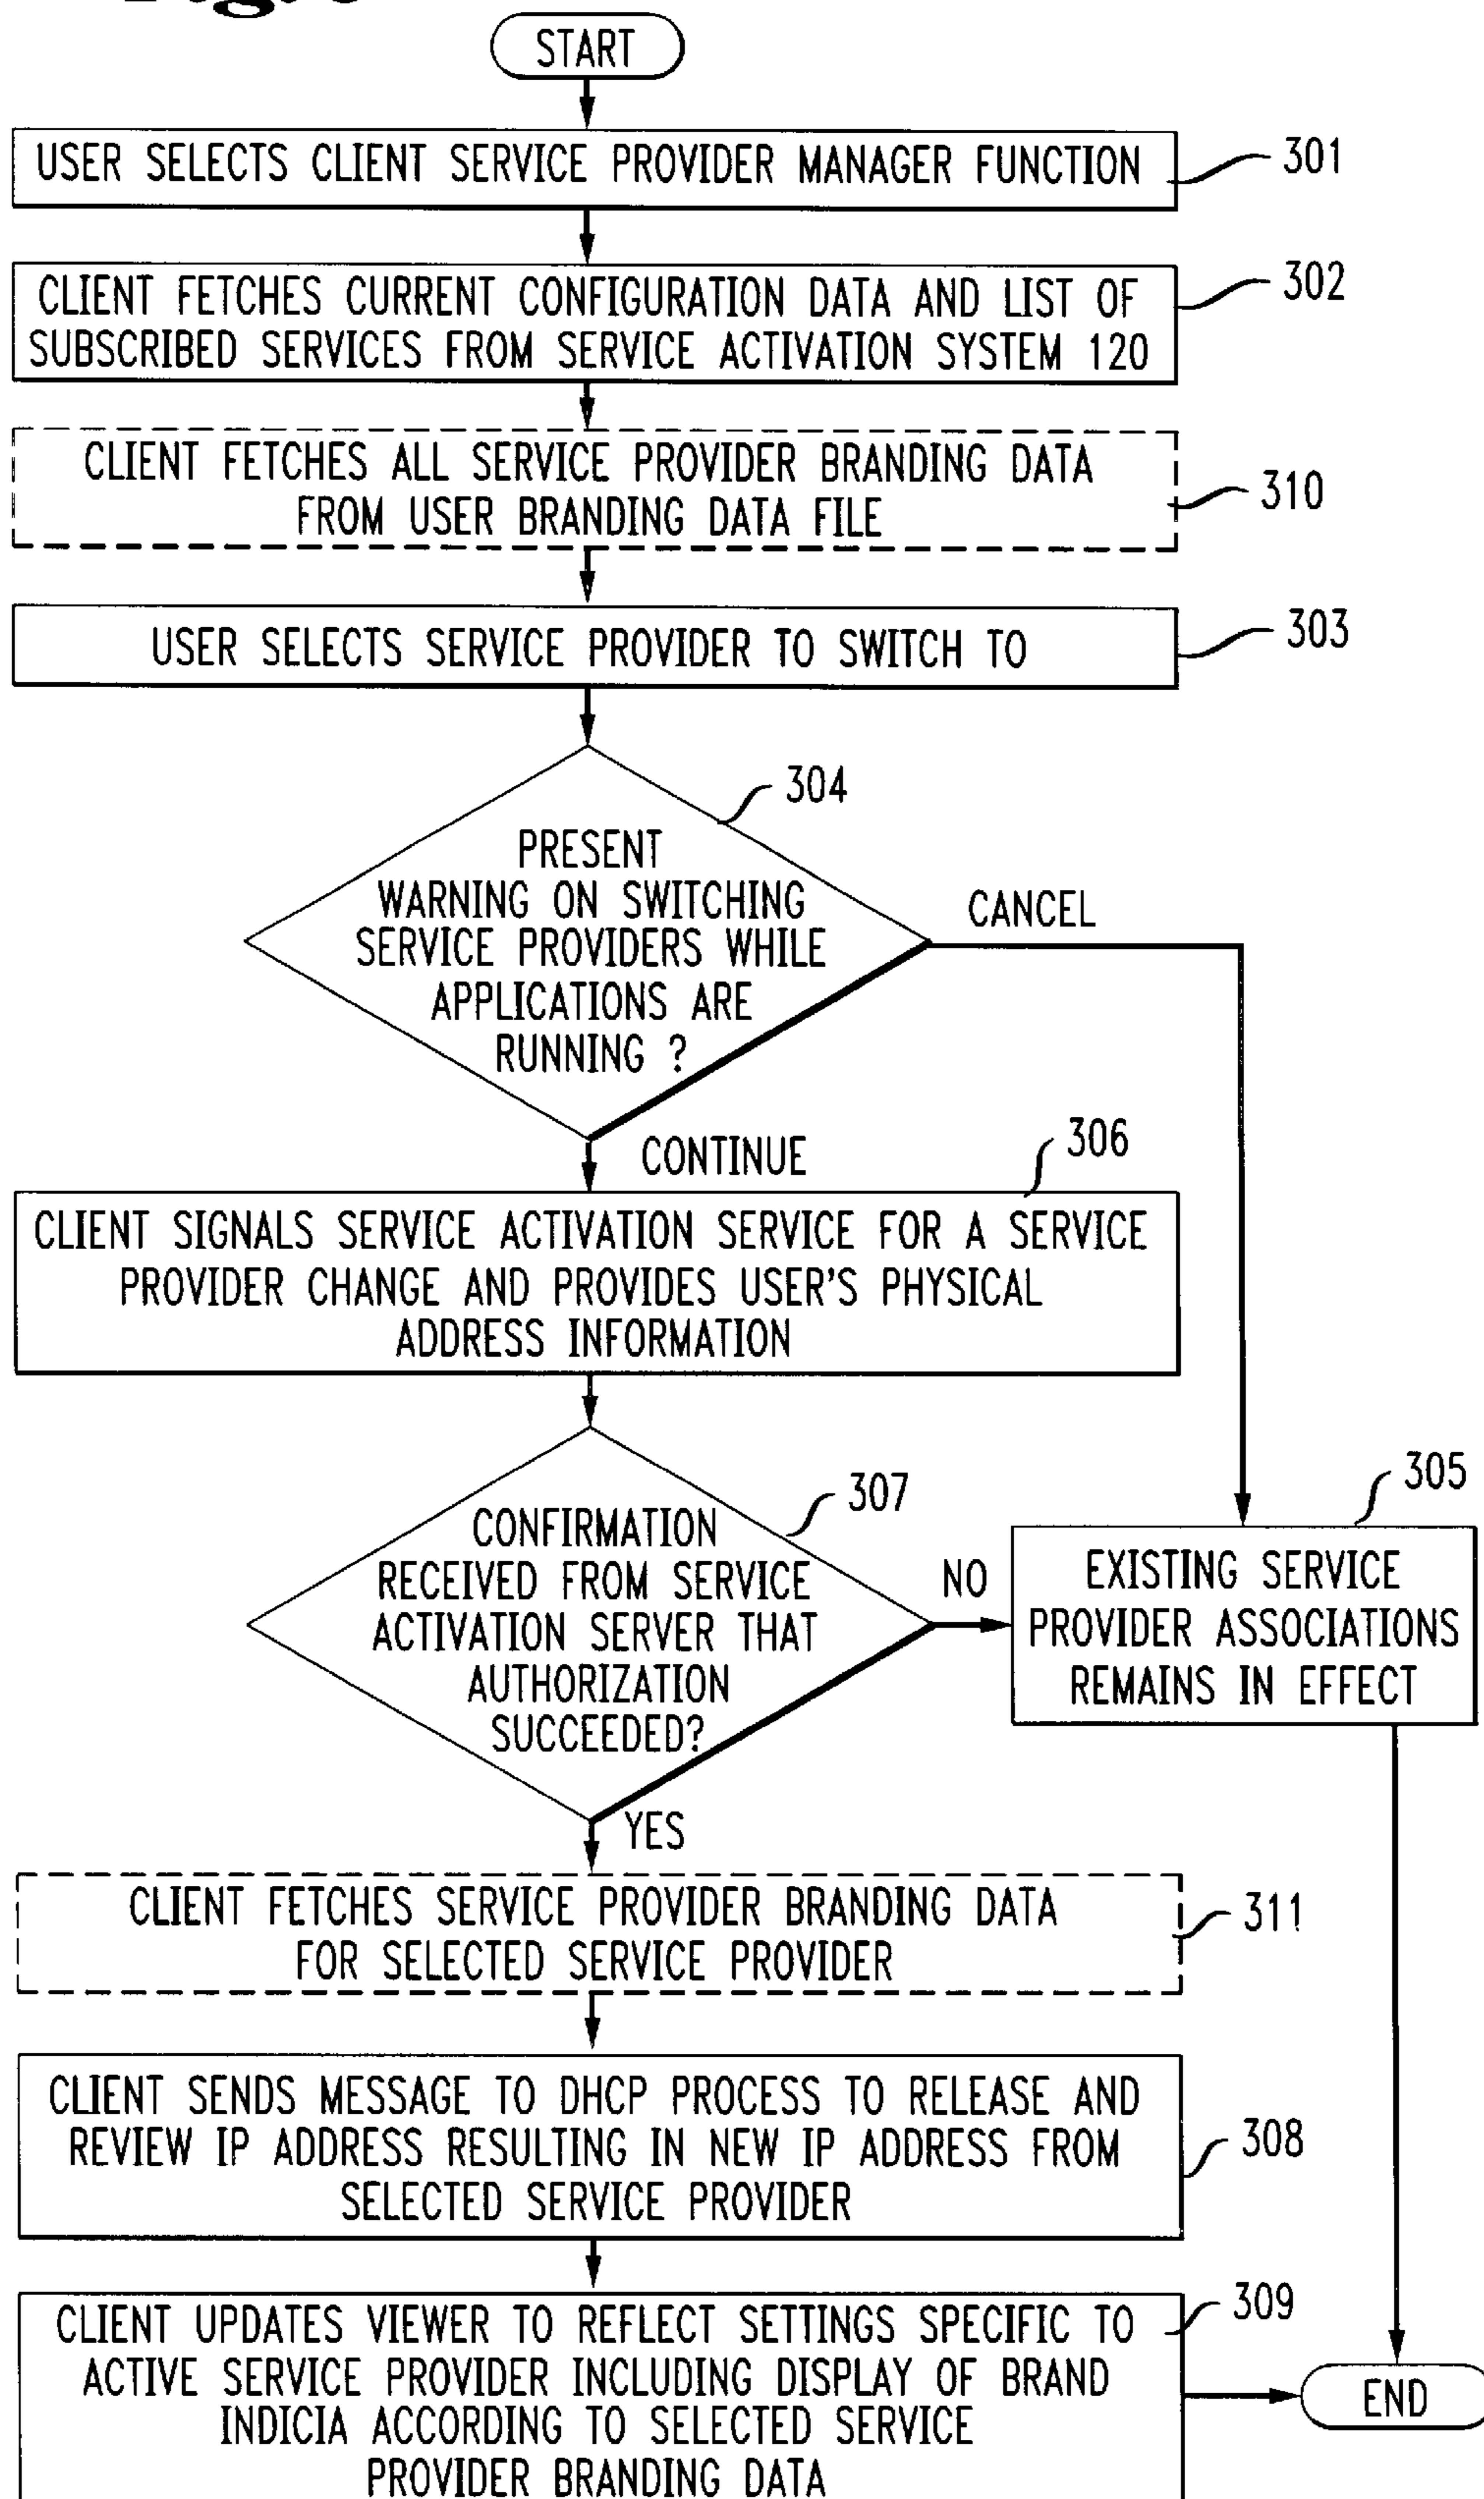 START
USER SELECTS CLIENT SERVICE PROVIDER MANAGER FUNCTION
301
CLIENT FETCHES CURRENT CONFIGURATION DATA AND LIST OF
SUBSCRIBED SERVICES FROM SERVICE ACTIVATION SYSTEM 120
302
CLIENT FETCHES ALL SERVICE PROVIDER BRANDING DATA
FROM USER BRANDING DATA FILE
310
USER SELECTS SERVICE PROVIDER TO SWITCH TO
303
304
PRESENT
WARNING ON SWITCHING
SERVICE PROVIDERS WHILE
APPLICATIONS ARE
RUNNING ?
CANCEL
CONTINUE
306
CLIENT SIGNALS SERVICE ACTIVATION SERVICE FOR A SERVICE
PROVIDER CHANGE AND PROVIDES USER'S PHYSICAL
ADDRESS INFORMATION
307
CONFIRMATION
RECEIVED FROM SERVICE
ACTIVATION SERVER THAT
AUTHORIZATION
SUCCEEDED?
NO
305
EXISTING SERVICE
PROVIDER ASSOCIATIONS
REMAINS IN EFFECT
YES
CLIENT FETCHES SERVICE PROVIDER BRANDING DATA
FOR SELECTED SERVICE PROVIDER
311
CLIENT SENDS MESSAGE TO DHCP PROCESS TO RELEASE AND
REVIEW IP ADDRESS RESULTING IN NEW IP ADDRESS FROM
SELECTED SERVICE PROVIDER
308
CLIENT UPDATES VIEWER TO REFLECT SETTINGS SPECIFIC TO
ACTIVE SERVICE PROVIDER INCLUDING DISPLAY OF BRAND
INDICIA ACCORDING TO SELECTED SERVICE
PROVIDER BRANDING DATA
309
END